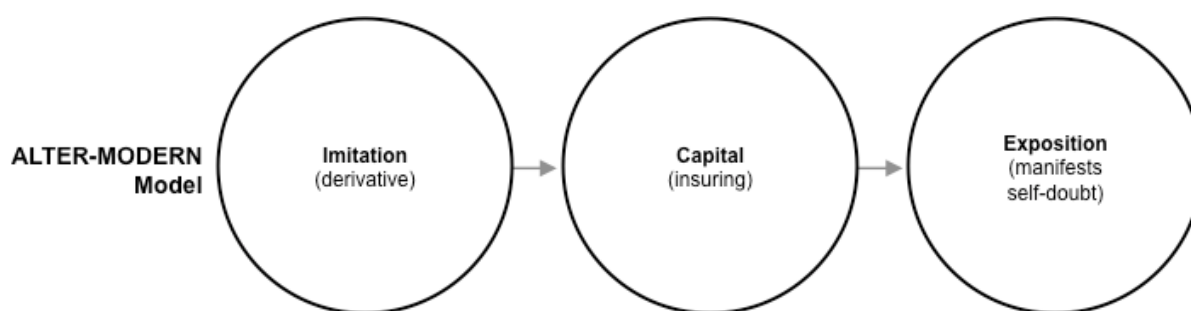 ALTER-MODERN
Model
Imitation
(derivative)
Capital
(insuring)
Exposition
(manifests
self-doubt)